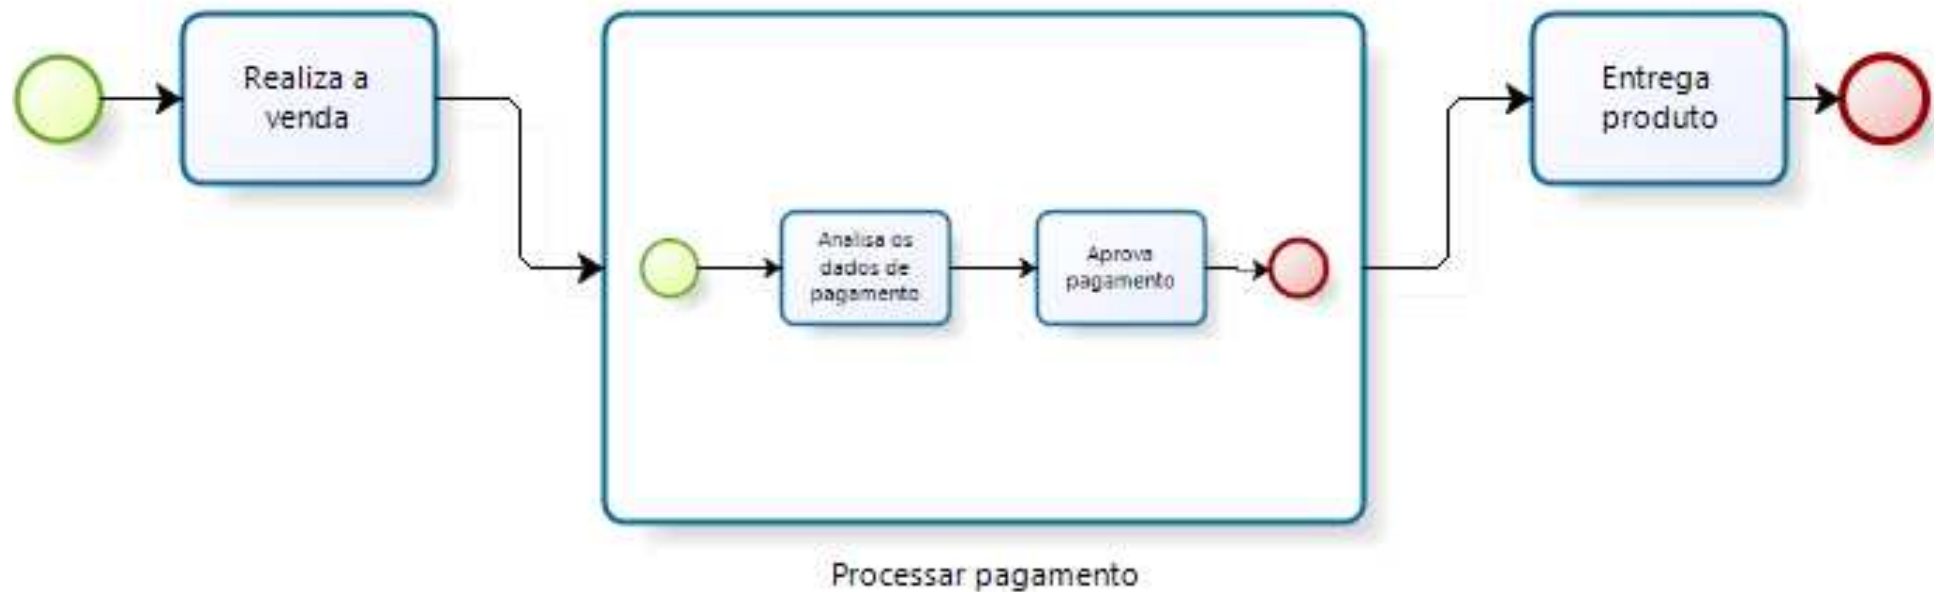 Realiza a
venda
Analisa os
dados de
pagamento
Aprova
pagamento
Entrega
produto
Processar pagamento